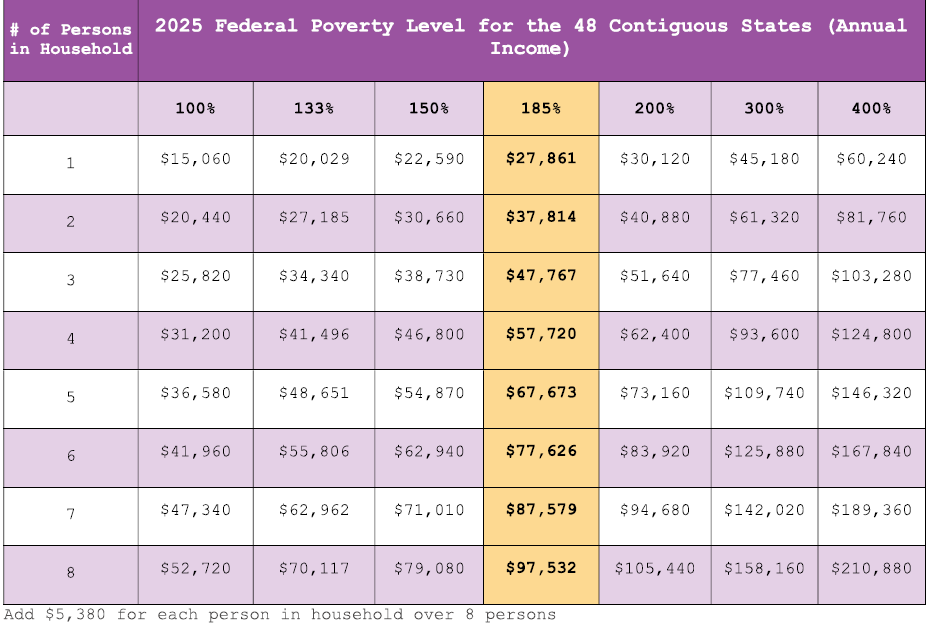 # of Persons in Household 2025 Federal Poverty Level for the 48 Contiguous States (Annual Income)
100% 133% 150% 185% 200% 300% 400%
1 $15,060 $20,029 $22,590 $27,861 $30,120 $45,180 $60,240
2 $20,440 $27,185 $30,660 $37,814 $40,880 $61,320 $81,760
3 $25,820 $34,340 $38,730 $47,767 $51,640 $77,460 $103,280
4 $31,200 $41,496 $46,800 $57,720 $62,400 $93,600 $124,800
5 $36,580 $48,651 $54,870 $67,673 $73,160 $109,740 $146,320
6 $41,960 $55,806 $62,940 $77,626 $83,920 $125,880 $167,840
7 $47,340 $62,962 $71,010 $87,579 $94,680 $142,020 $189,360
8 $52,720 $70,117 $79,080 $97,532 $105,440 $158,160 $210,880
Add $5,380 for each person in household over 8 persons